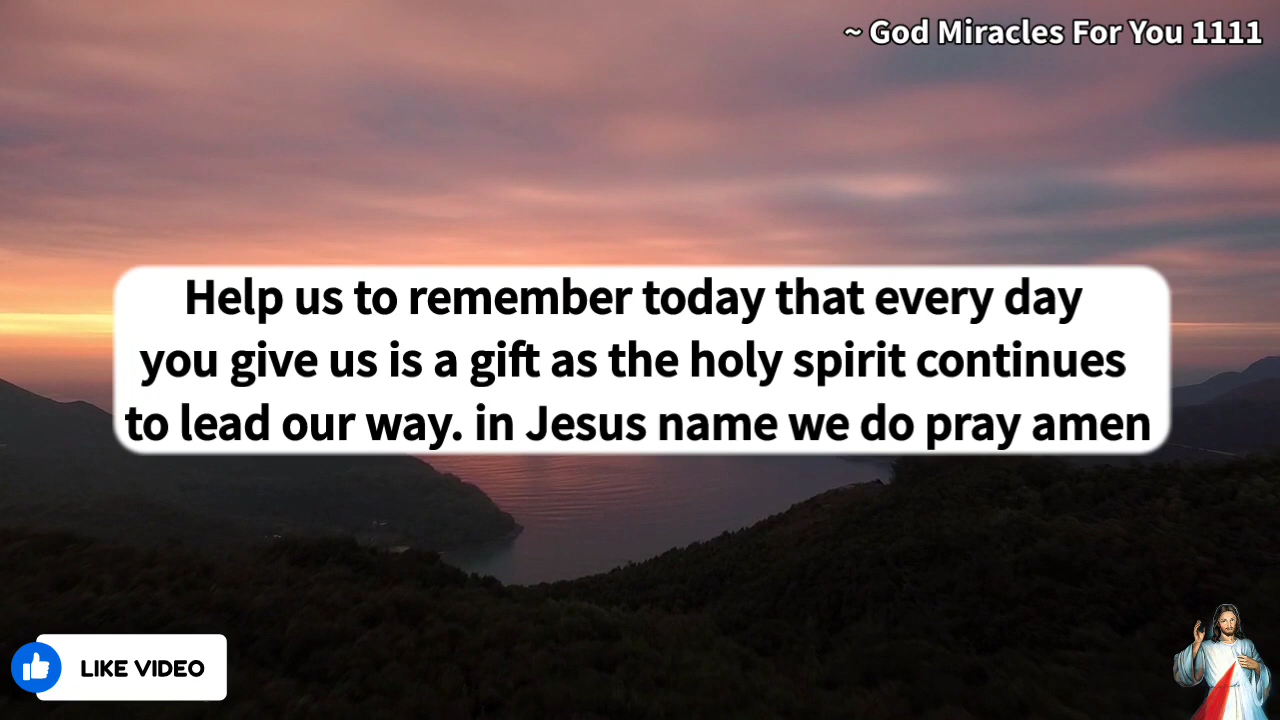 ~ God Miracles For You 1111
Help us to remember today that every day
you give us is a gift as the holy spirit continues
to lead our way. in Jesus name we do pray amen
LIKE VIDEO